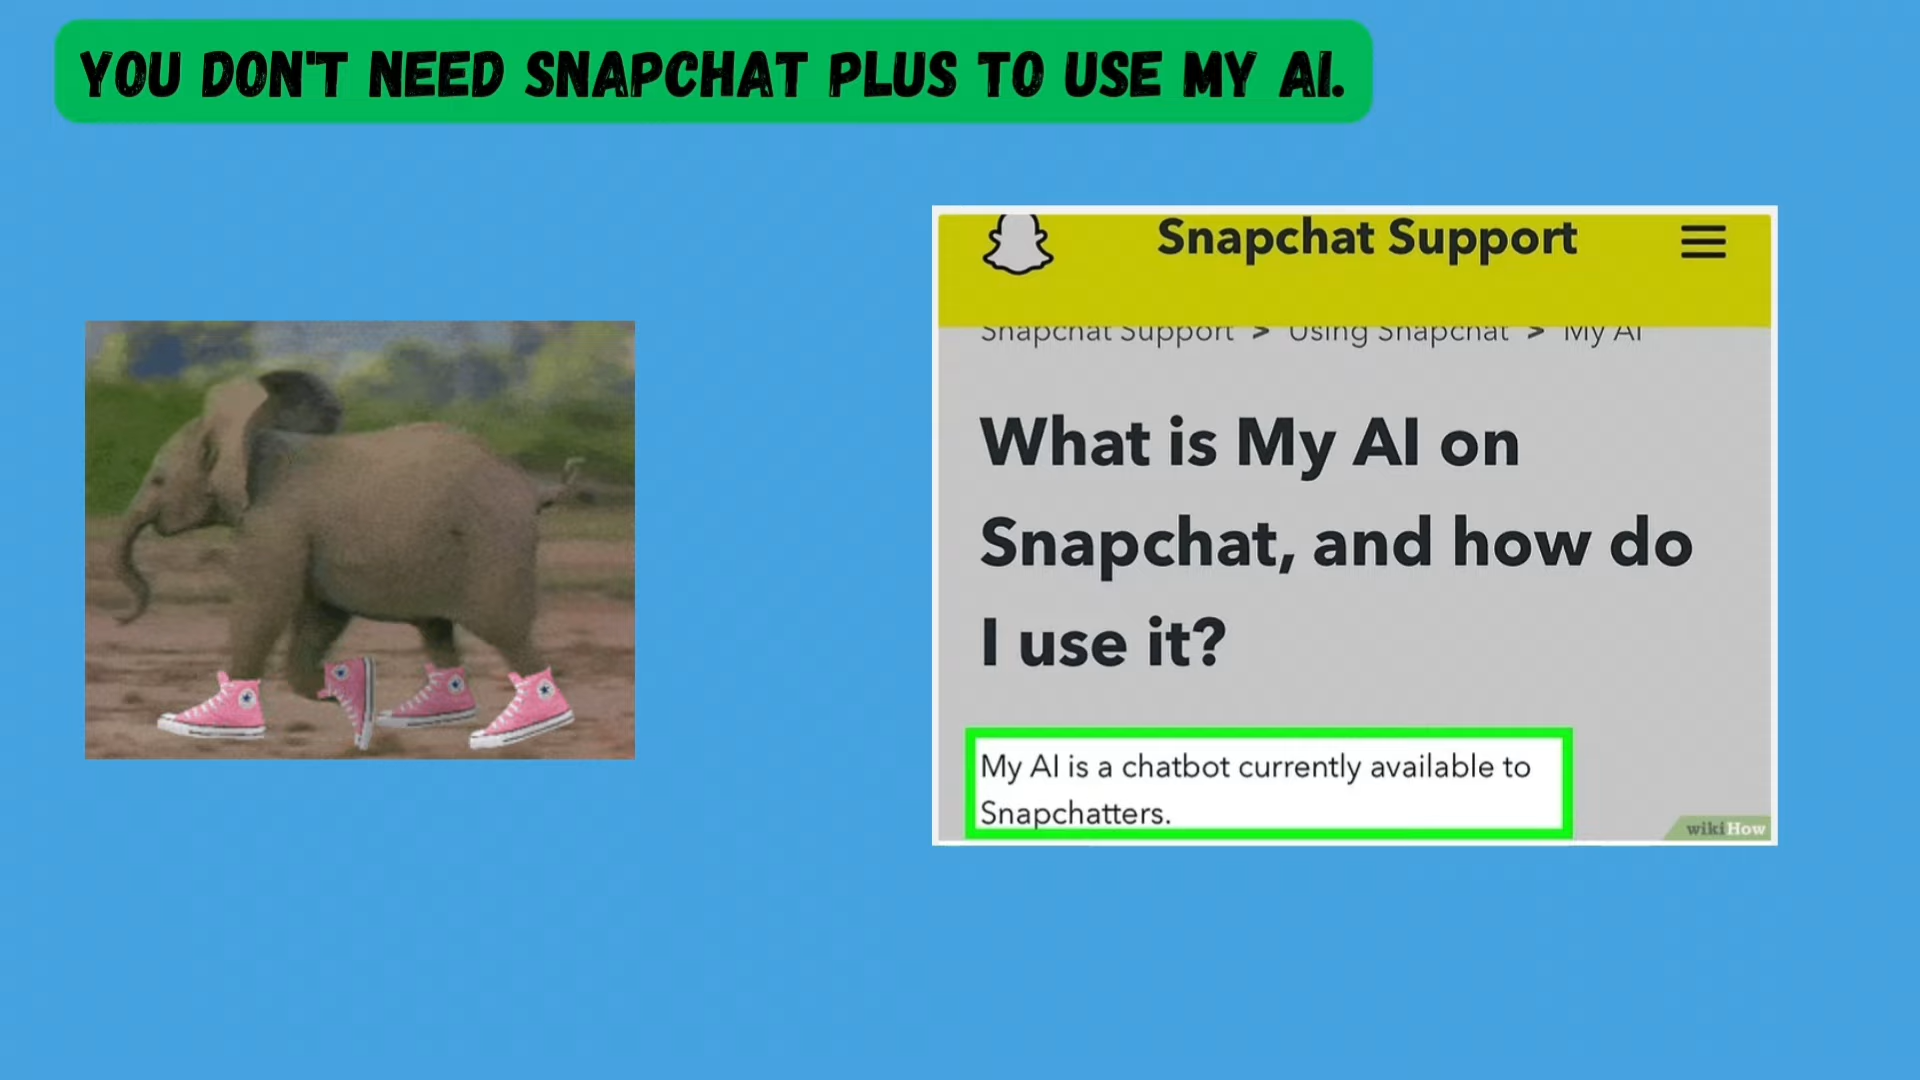 YOU DON'T NEED SNAPCHAT PLUS TO USE MY AI.
Snapchat Support
Snapchat Support > Using Snapchat > My AI
What is My AI on
Snapchat, and how do
I use it?
My AI is a chatbot currently available to
Snapchatters.
wikiHow